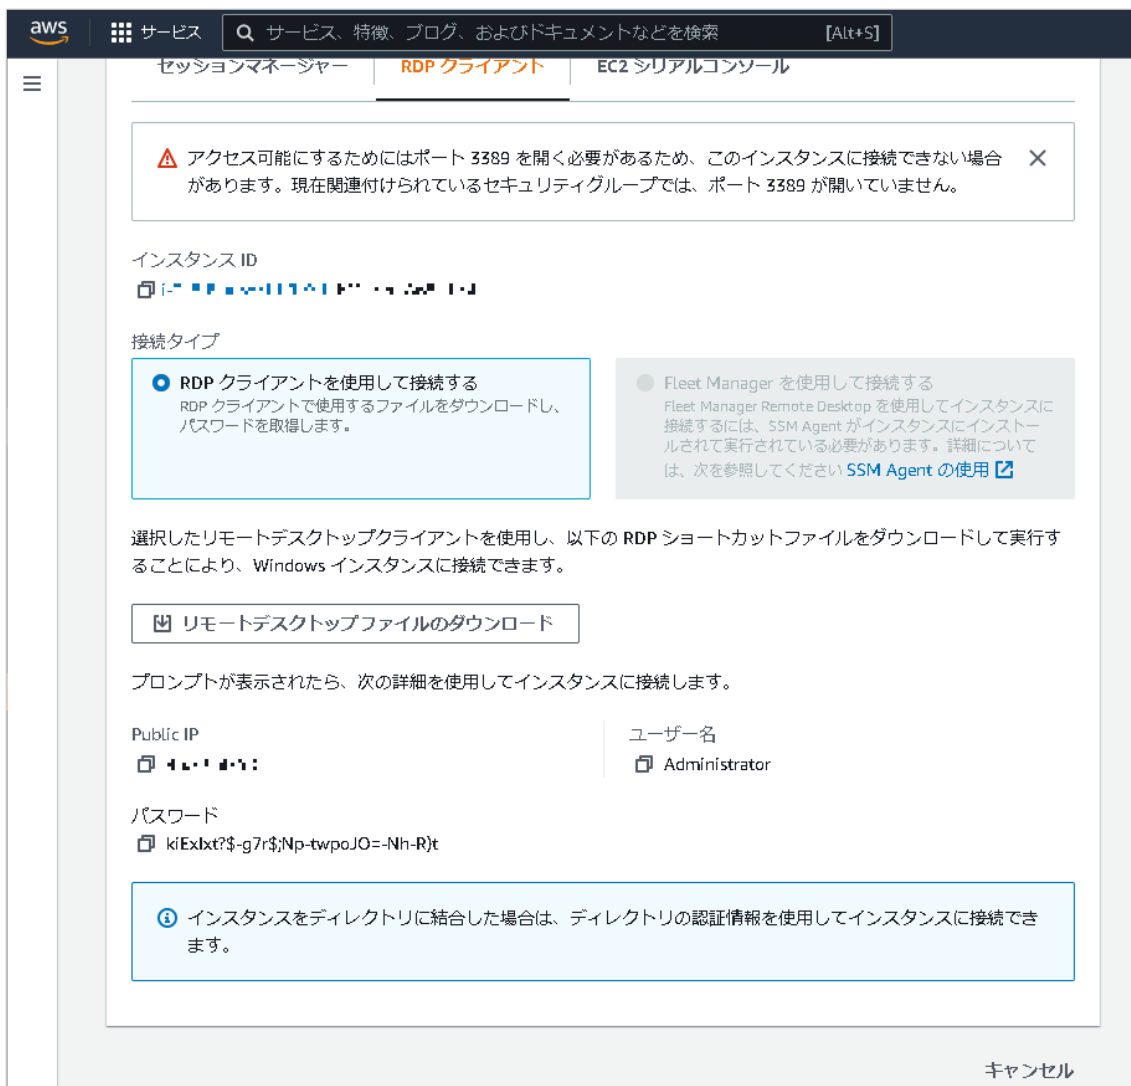 aws
サービス
サービス、特徴、ブログ、およびドキュメントなどを検索
[Alt+S]
セッションマネージャー
RDP クライアント
EC2 シリアルコンソール
アクセス可能にするためにはポート 3389 を開く必要があるため、このインスタンスに接続できない場合
があります。現在関連付けられているセキュリティグループでは、ポート 3389 が開いていません。
インスタンス ID
接続タイプ
RDP クライアントを使用して接続する
RDP クライアントで使用するファイルをダウンロードし、
パスワードを取得します。
Fleet Manager を使用して接続する
Fleet Manager Remote Desktop を使用してインスタンスに
接続するには、SSM Agent がインスタンスにインストー
ルされて実行されている必要があります。詳細について
は、次を参照してください SSM Agent の使用
選択したリモートデスクトップクライアントを使用し、以下の RDP ショートカットファイルをダウンロードして実行す
ることにより、Windows インスタンスに接続できます。
リモートデスクトップファイルのダウンロード
プロンプトが表示されたら、次の詳細を使用してインスタンスに接続します。
Public IP
ユーザー名
Administrator
パスワード
kiExIxt?$-g7r$;Np-twpoJO=-Nh-R)t
インスタンスをディレクトリに結合した場合は、ディレクトリの認証情報を使用してインスタンスに接続でき
ます。
キャンセル